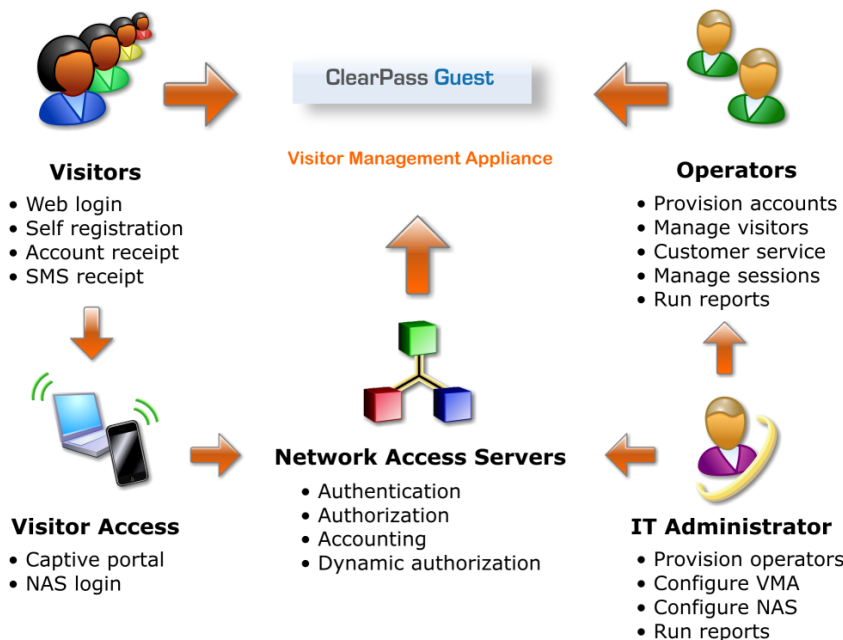 ClearPass Guest
Visitor Management Appliance
Visitors
• Web login
• Self registration
• Account receipt
• SMS receipt
Operators
• Provision accounts
• Manage visitors
• Customer service
• Manage sessions
• Run reports
Visitor Access
• Captive portal
• NAS login
Network Access Servers
• Authentication
• Authorization
• Accounting
• Dynamic authorization
IT Administrator
• Provision operators
• Configure VMA
• Configure NAS
• Run reports